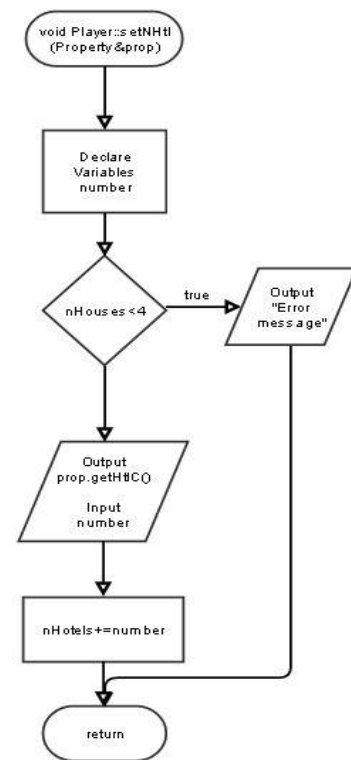 void Player::setNHtl
(Property&prop)
Declare
Variables
number
nHouses<4
true
Output
"Error
message"
Output
prop.getHtlC()
Input
number
nHotels+=number
return